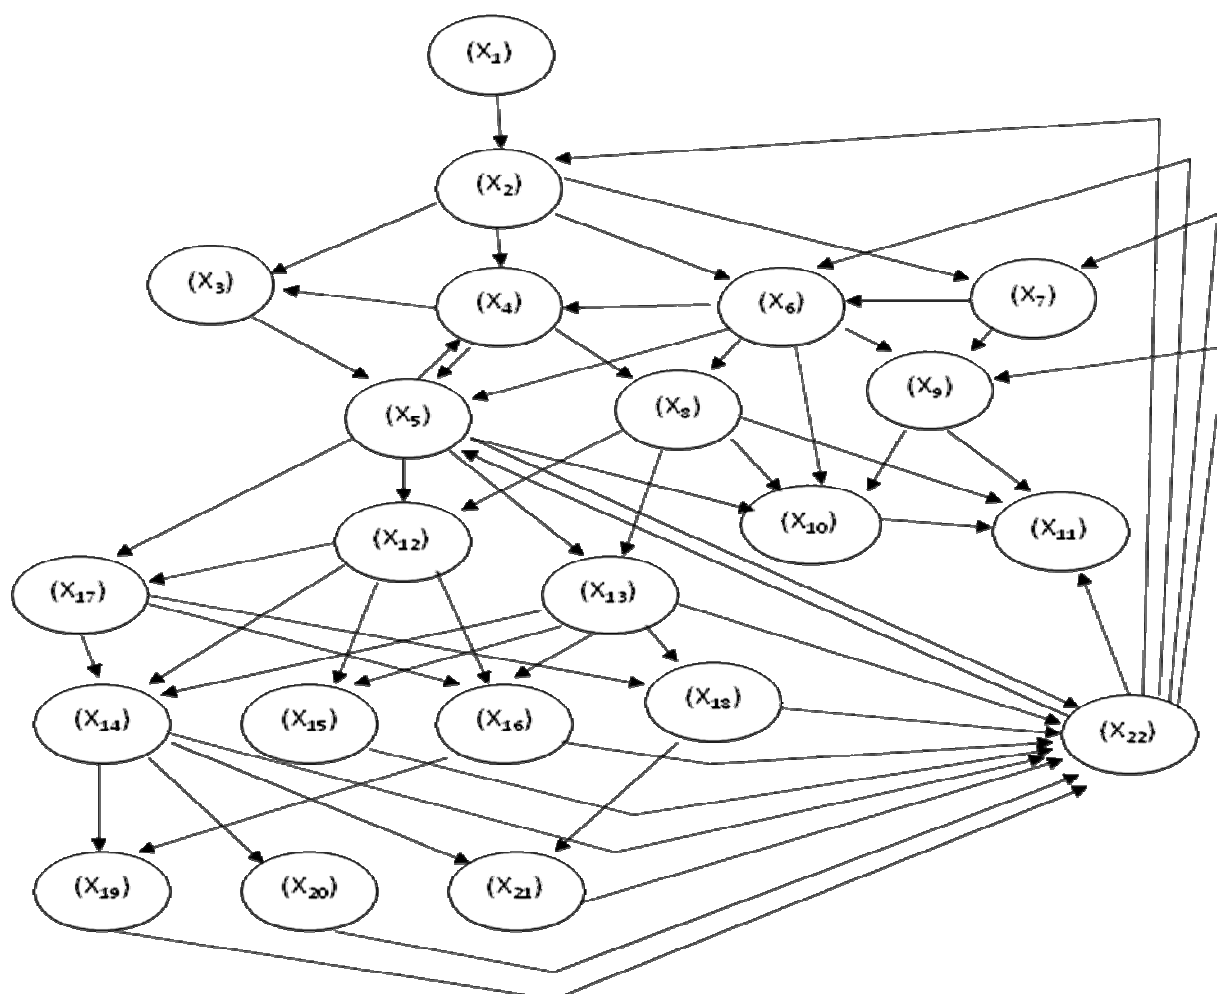 (X₁)
(X₂)
(X₃)
(X₄)
(X₆)
(X₇)
(X₅)
(X₈)
(X₉)
(X₁₀)
(X₁₁)
(X₁₂)
(X₁₇)
(X₁₃)
(X₁₄)
(X₁₅)
(X₁₆)
(X₁₈)
(X₂₂)
(X₁₉)
(X₂₀)
(X₂₁)